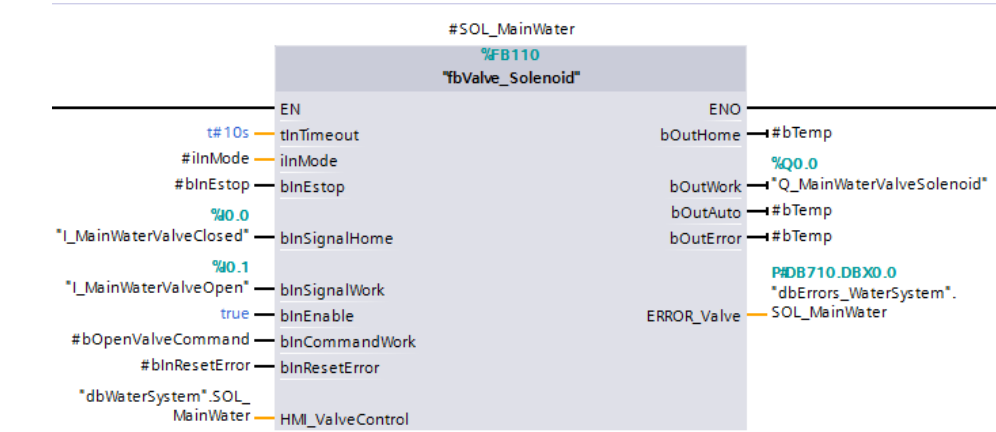 #SOL_MainWater
%FB110
"fbValve_Solenoid"
EN ENO
t#10s tInTimeout bOutHome #bTemp
#iInMode iInMode %Q0.0
#bInEstop bInEstop bOutWork "Q_MainWaterValveSolenoid"
%I0.0 bOutAuto #bTemp
"I_MainWaterValveClosed" bInSignalHome bOutError #bTemp
%I0.1 P#DB710.DBX0.0
"I_MainWaterValveOpen" bInSignalWork "dbErrors_WaterSystem".
true bInEnable ERROR_Valve SOL_MainWater
#bOpenValveCommand bInCommandWork
#bInResetError bInResetError
"dbWaterSystem".SOL_
MainWater HMI_ValveControl